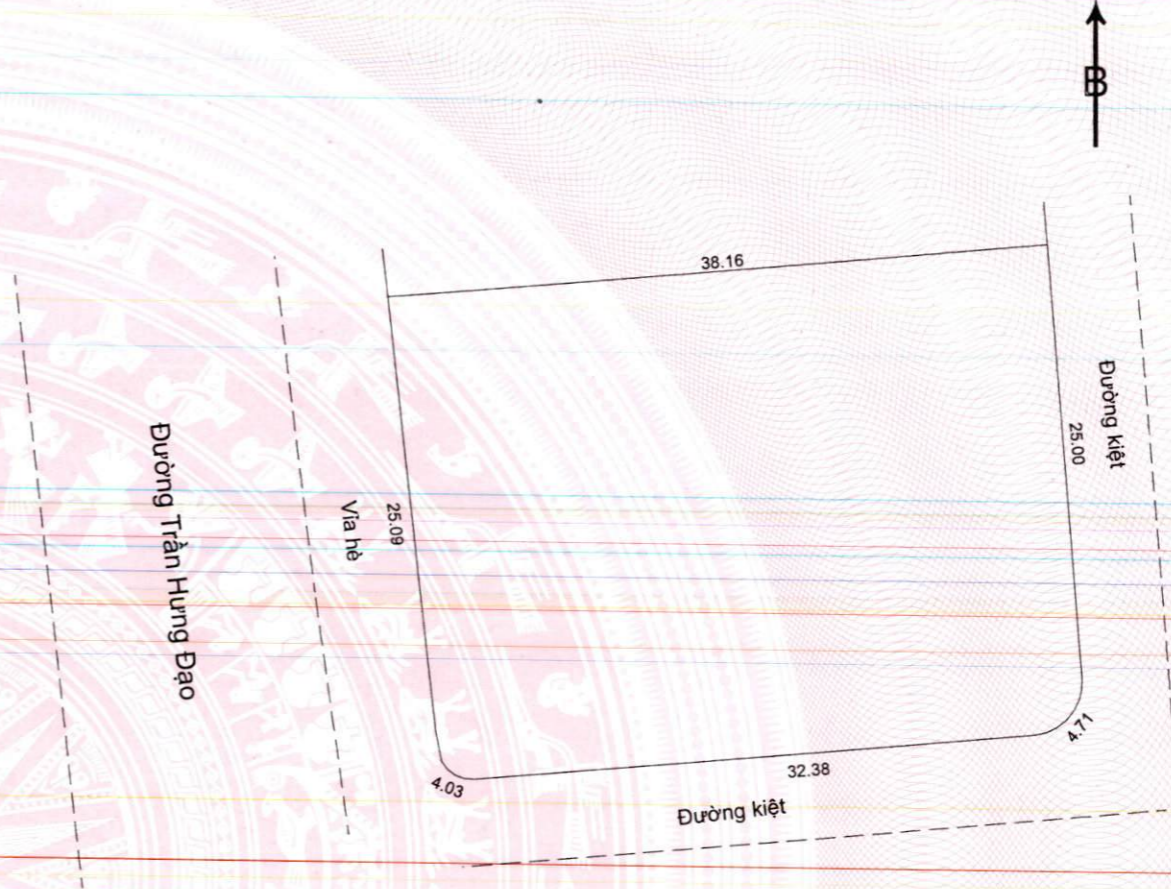 B
38.16
Đường kiệt
25.00
25.09
Vỉa hè
Đường Trần Hưng Đạo
4.71
32.38
4.03
Đường kiệt